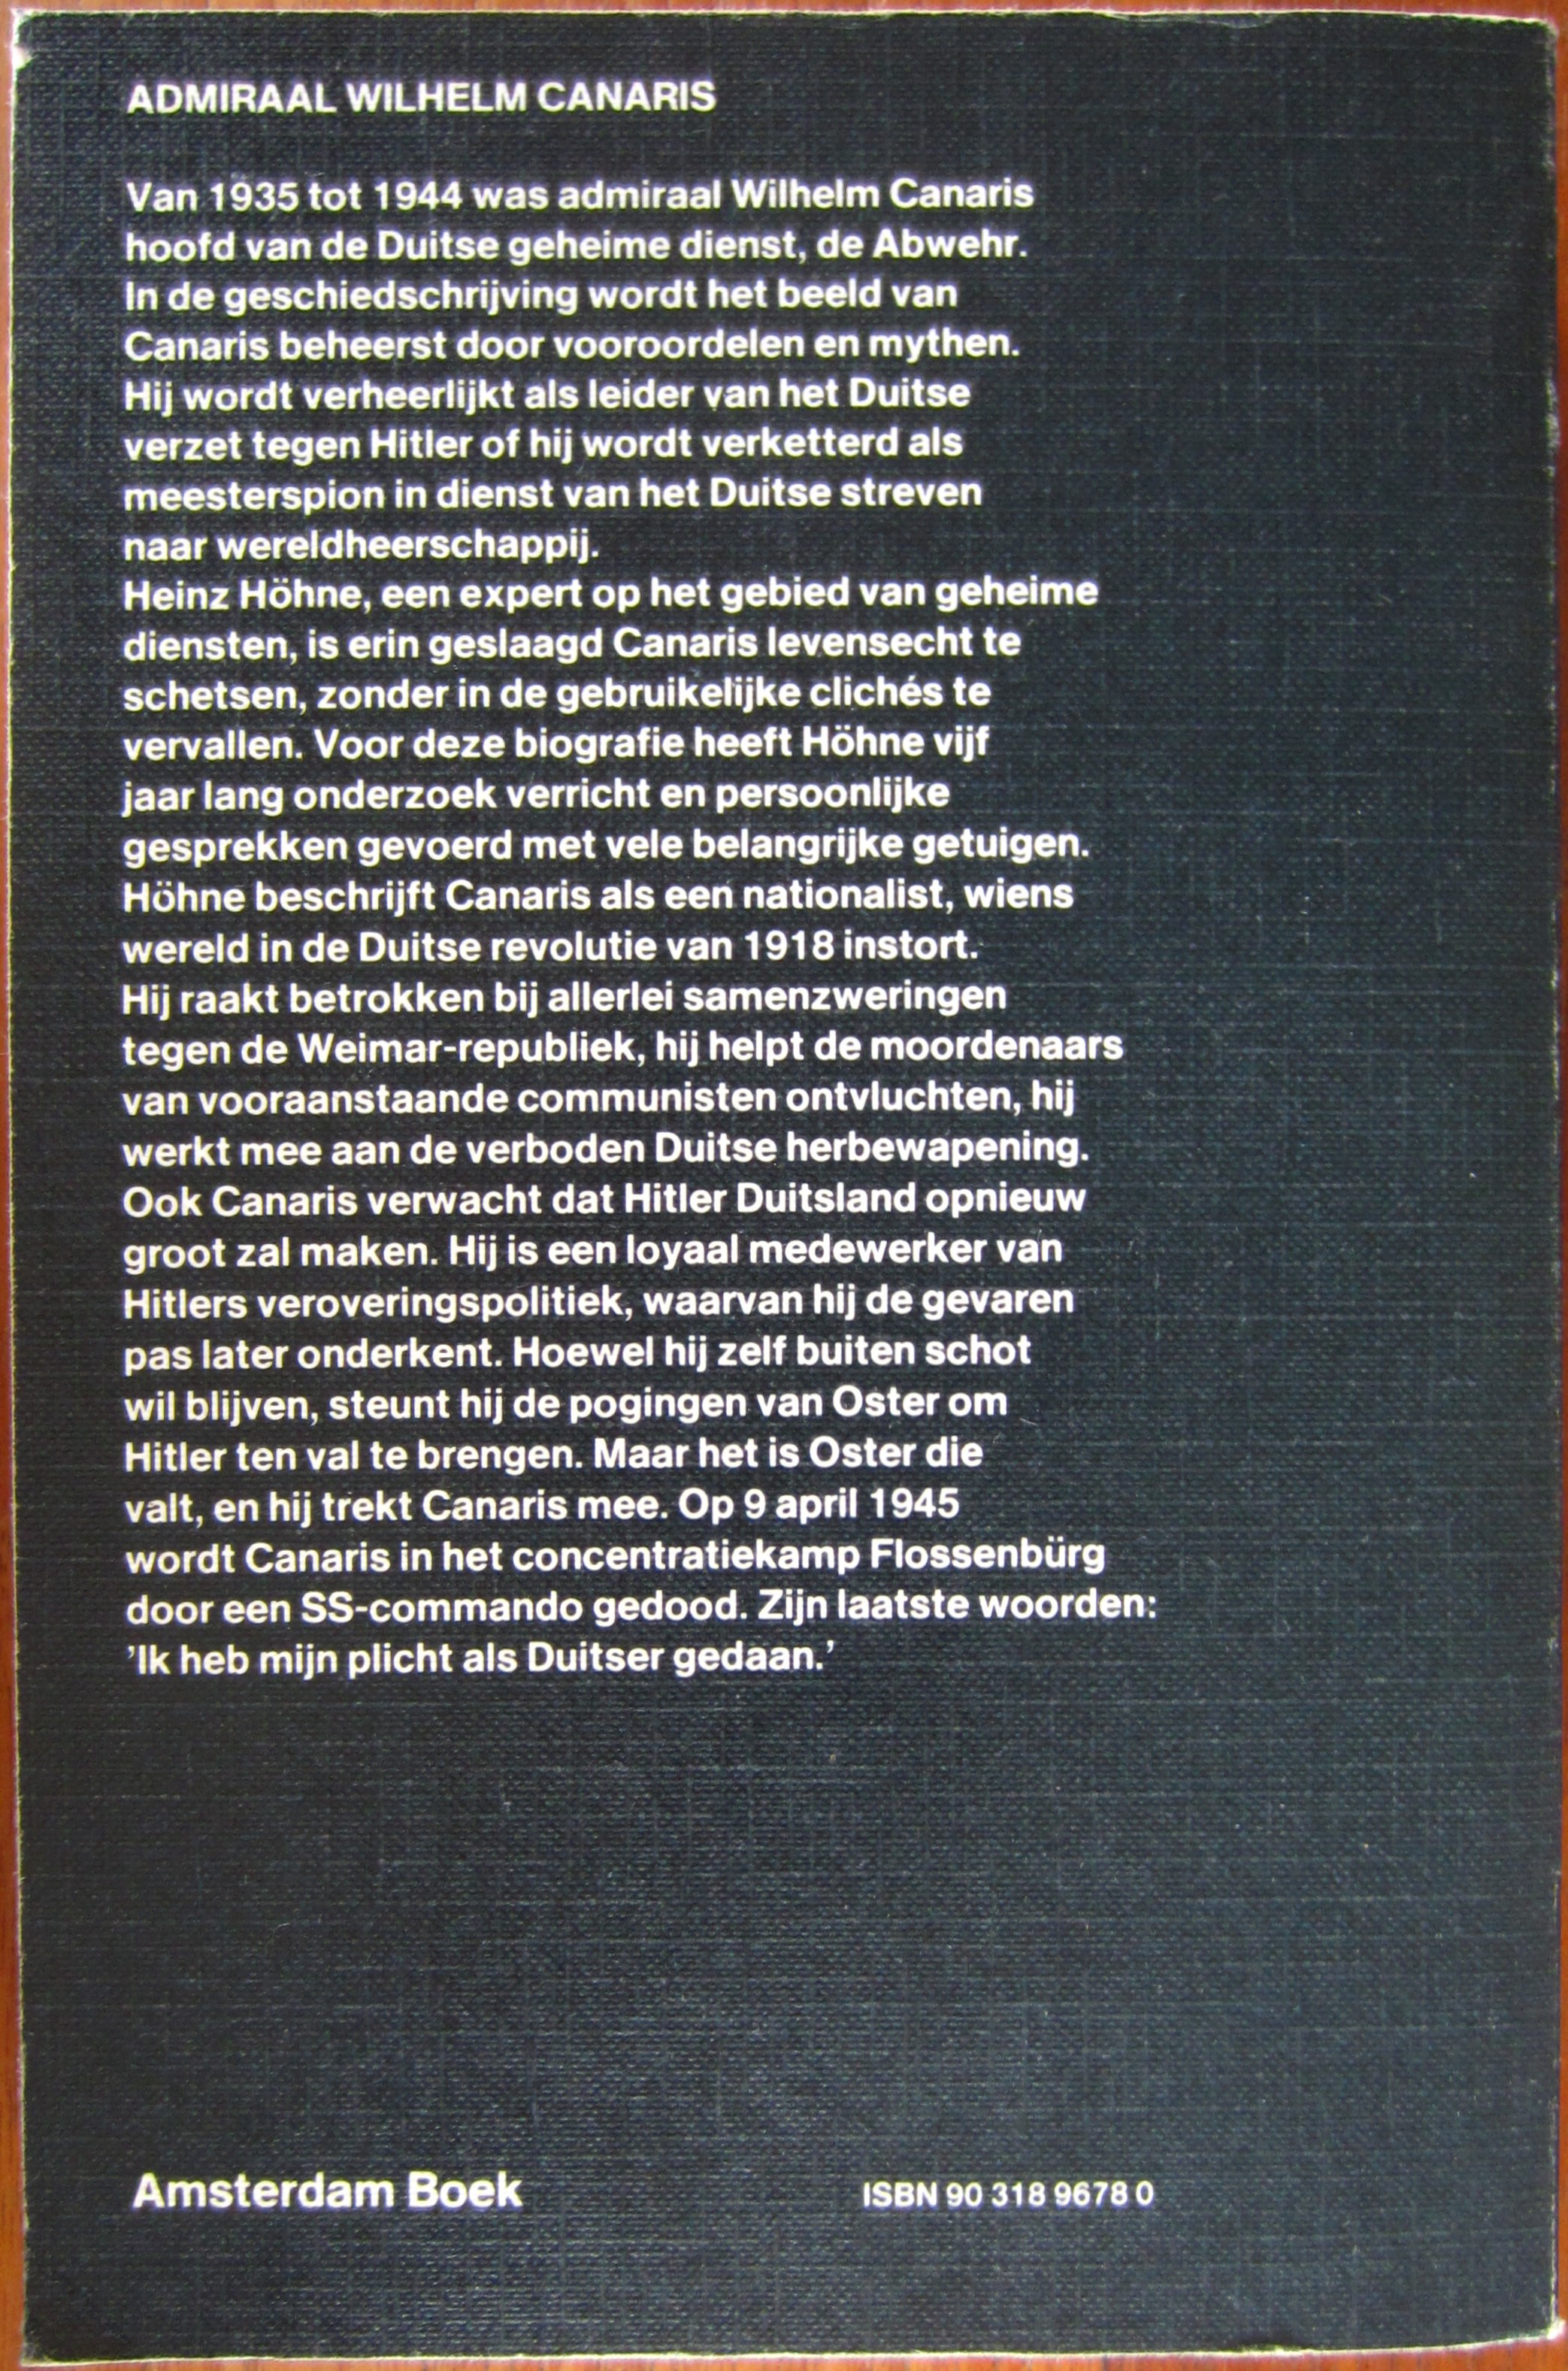 ADMIRAAL WILHELM CANARIS
Van 1935 tot 1944 was admiraal Wilhelm Canaris
hoofd van de Duitse geheime dienst, de Abwehr.
In de geschiedschrijving wordt het beeld van
Canaris beheerst door vooroordelen en mythen.
Hij wordt verheerlijkt als leider van het Duitse
verzet tegen Hitler of hij wordt verketterd als
meesterspion in dienst van het Duitse streven
naar wereldheerschappij.
Heinz Höhne, een expert op het gebied van geheime
diensten, is erin geslaagd Canaris levensecht te
schetsen, zonder in de gebruikelijke clichés te
vervallen. Voor deze biografie heeft Höhne vijf
jaar lang onderzoek verricht en persoonlijke
gesprekken gevoerd met vele belangrijke getuigen.
Höhne beschrijft Canaris als een nationalist, wiens
wereld in de Duitse revolutie van 1918 instort.
Hij raakt betrokken bij allerlei samenzweringen
tegen de Weimar-republiek, hij helpt de moordenaars
van vooraanstaande communisten ontvluchten, hij
werkt mee aan de verboden Duitse herbewapening.
Ook Canaris verwacht dat Hitler Duitsland opnieuw
groot zal maken. Hij is een loyaal medewerker van
Hitlers veroveringspolitiek, waarvan hij de gevaren
pas later onderkent. Hoewel hij zelf buiten schot
wil blijven, steunt hij de pogingen van Oster om
Hitler ten val te brengen. Maar het is Oster die
valt, en hij trekt Canaris mee. Op 9 april 1945
wordt Canaris in het concentratiekamp Flossenbürg
door een SS-commando gedood. Zijn laatste woorden:
’Ik heb mijn plicht als Duitser gedaan.’
Amsterdam Boek
ISBN 90 318 9678 0